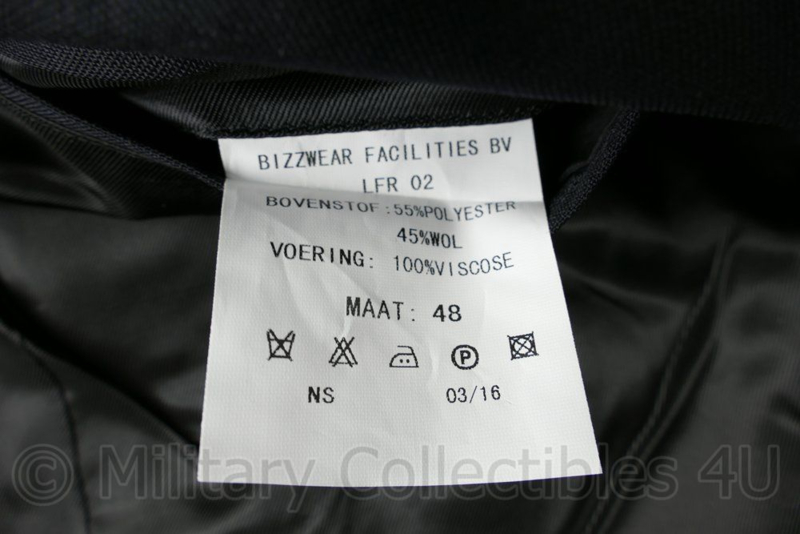 BIZZWEAR FACILITIES BV
LFR 02
BOVENSTOF:55%POLYESTER
45%WOL
VOERING: 100%VISCOSE
MAAT: 48
P
NS 03/16
© Military Collectibles 4U